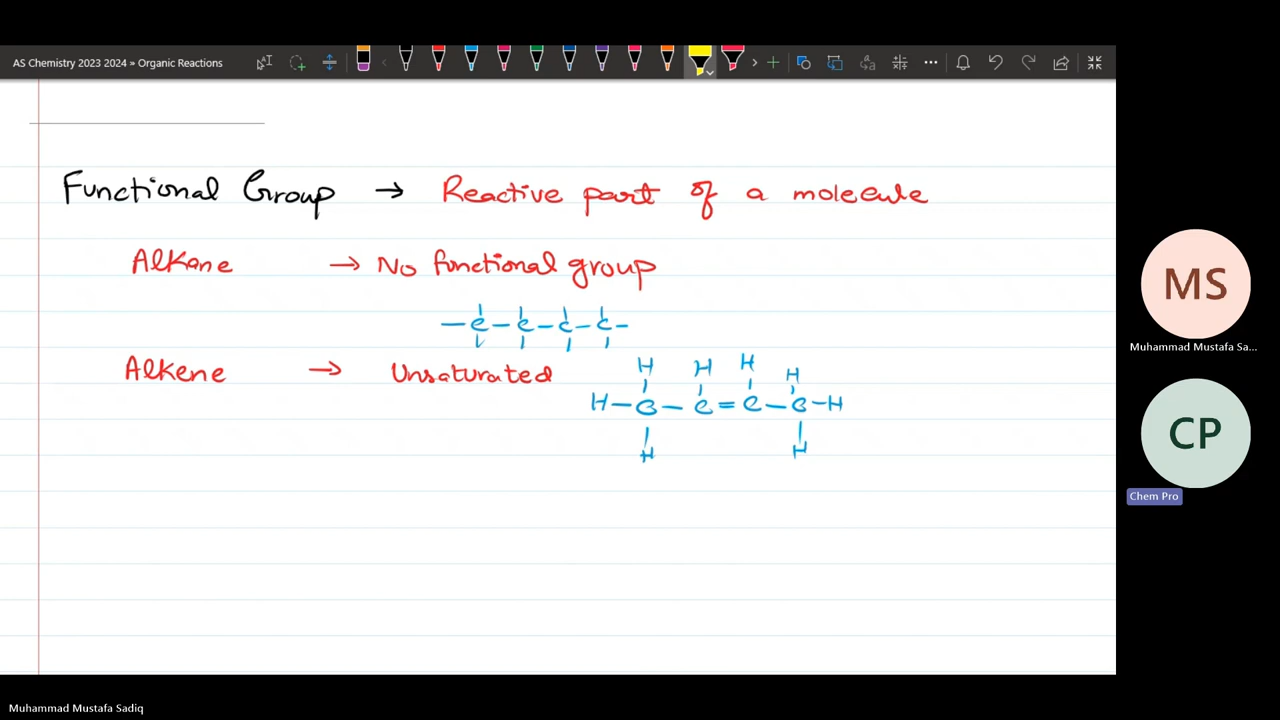 AS Chemistry 2023 2024 » Organic Reactions
Functional Group → Reactive part of a molecule
Alkane → No functional group
– C – C – C – C –
Alkene → Unsaturated
H H H H
H – C – C = C – C – H
H H
MS
Muhammad Mustafa Sa...
CP
Chem Pro
Muhammad Mustafa Sadiq